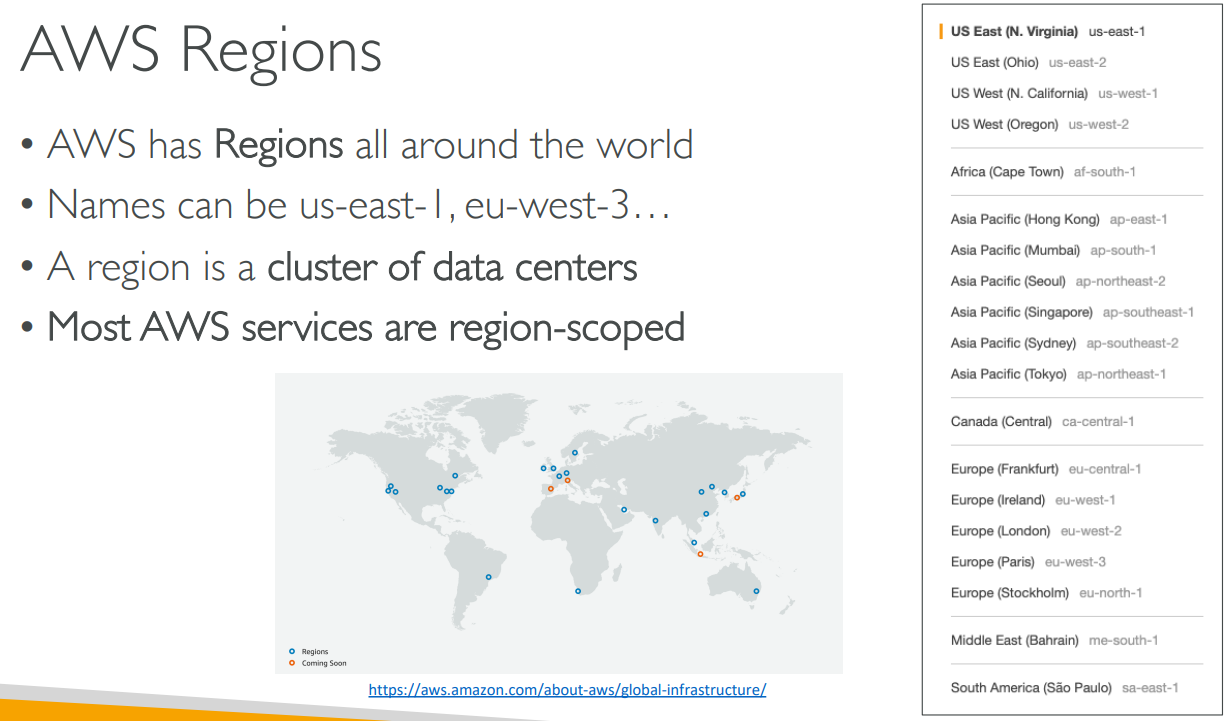 AWS Regions
• AWS has Regions all around the world
• Names can be us-east-1, eu-west-3…
• A region is a cluster of data centers
• Most AWS services are region-scoped
Regions
Coming Soon
https://aws.amazon.com/about-aws/global-infrastructure/
US East (N. Virginia) us-east-1
US East (Ohio) us-east-2
US West (N. California) us-west-1
US West (Oregon) us-west-2
Africa (Cape Town) af-south-1
Asia Pacific (Hong Kong) ap-east-1
Asia Pacific (Mumbai) ap-south-1
Asia Pacific (Seoul) ap-northeast-2
Asia Pacific (Singapore) ap-southeast-1
Asia Pacific (Sydney) ap-southeast-2
Asia Pacific (Tokyo) ap-northeast-1
Canada (Central) ca-central-1
Europe (Frankfurt) eu-central-1
Europe (Ireland) eu-west-1
Europe (London) eu-west-2
Europe (Paris) eu-west-3
Europe (Stockholm) eu-north-1
Middle East (Bahrain) me-south-1
South America (São Paulo) sa-east-1